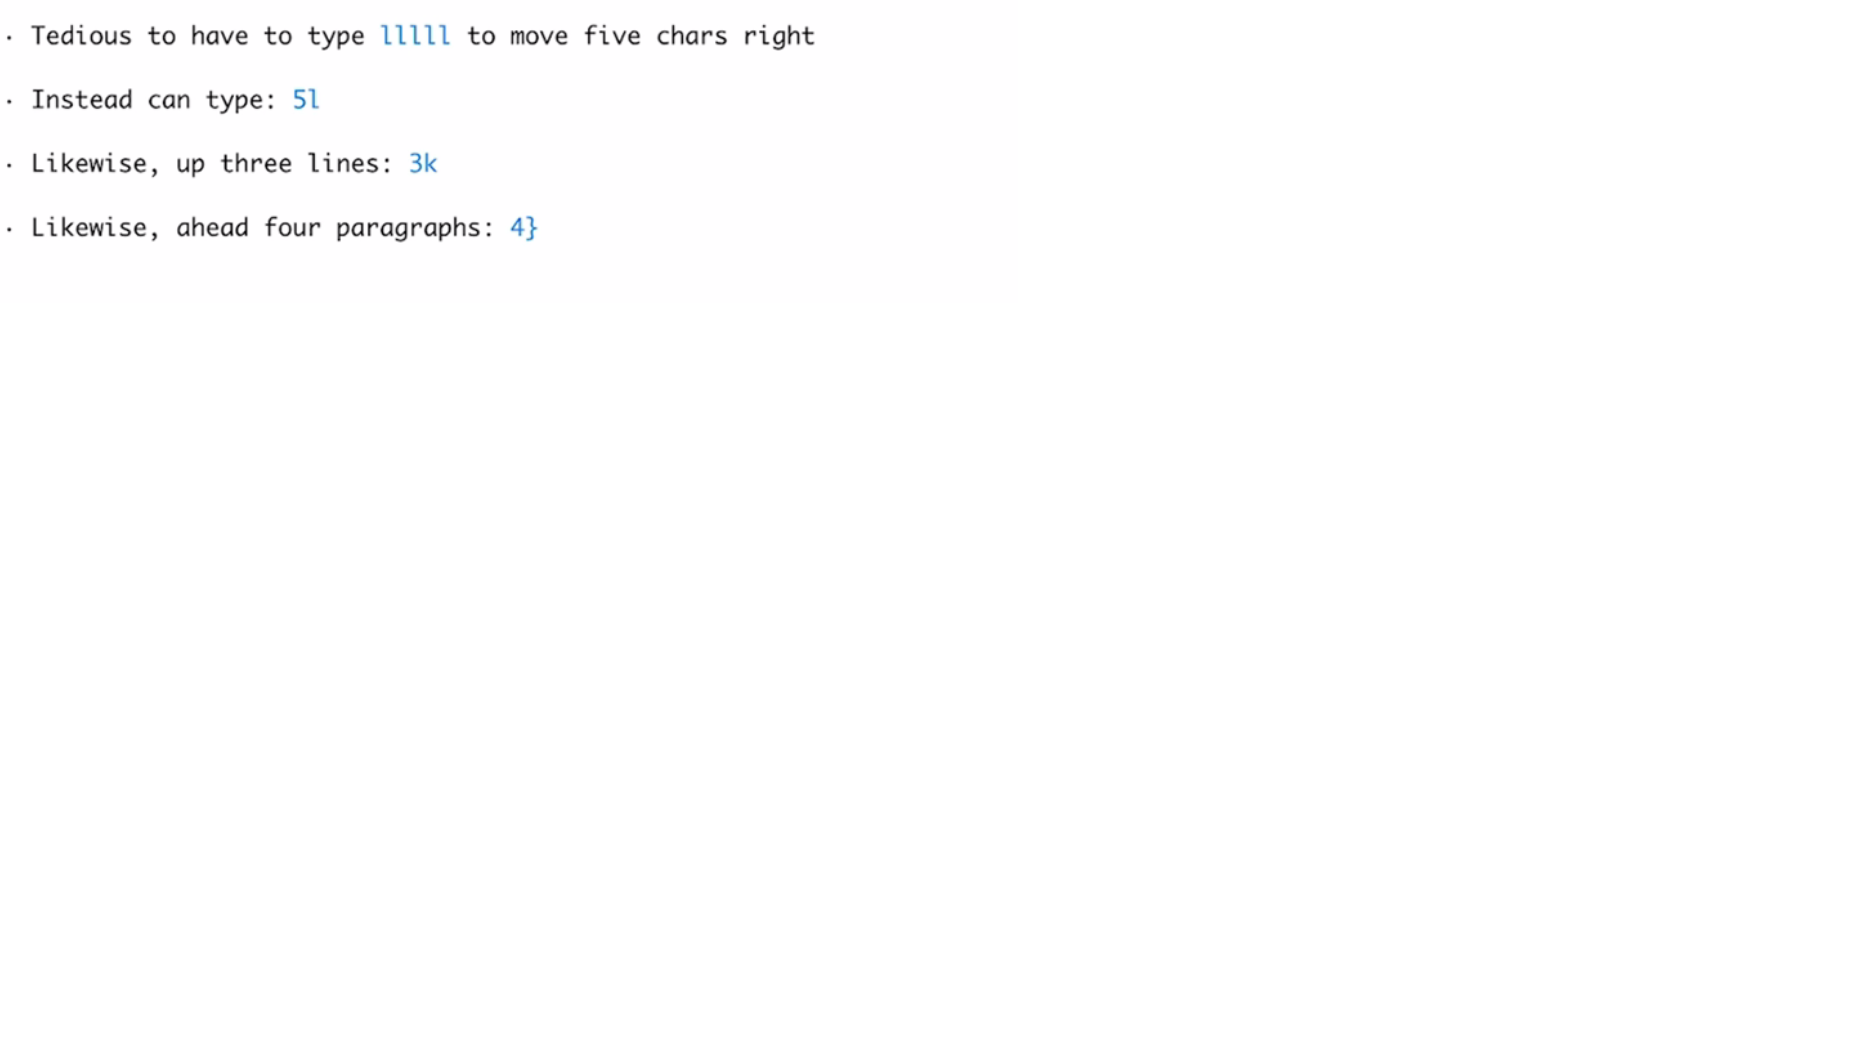 · Tedious to have to type lllll to move five chars right
· Instead can type: 5l
· Likewise, up three lines: 3k
· Likewise, ahead four paragraphs: 4}